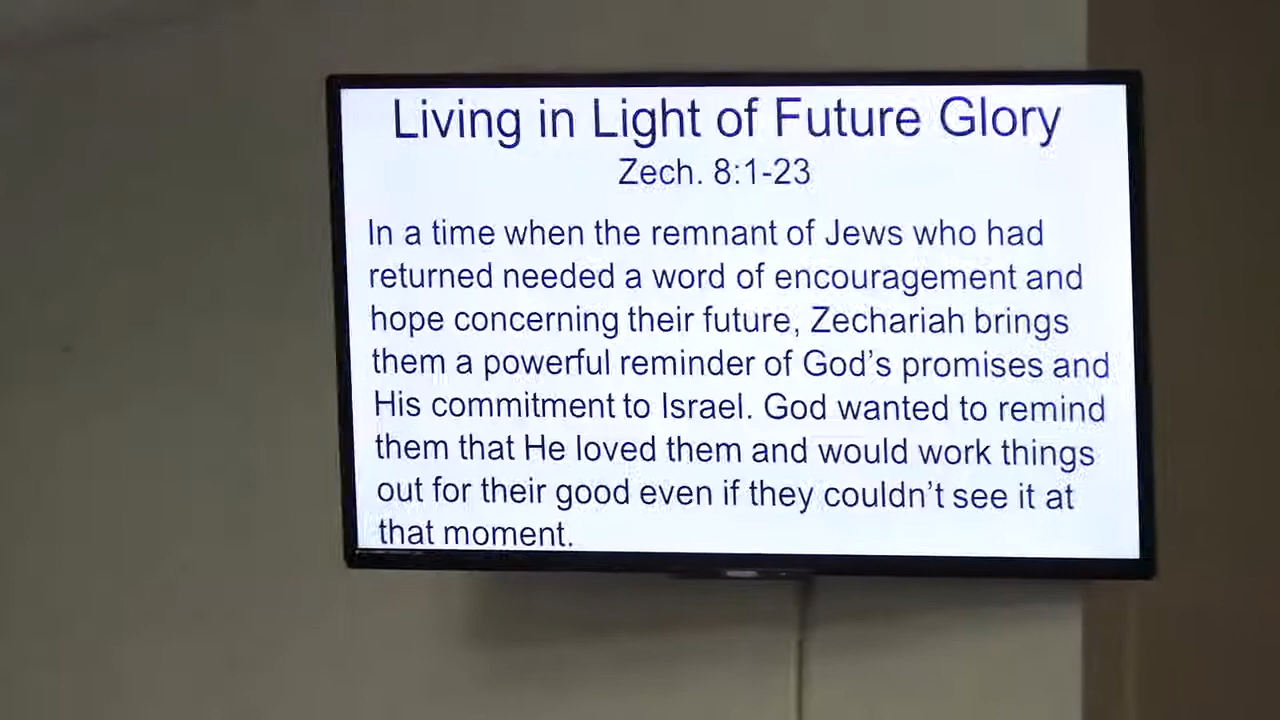 Living in Light of Future Glory
Zech. 8:1-23
In a time when the remnant of Jews who had
returned needed a word of encouragement and
hope concerning their future, Zechariah brings
them a powerful reminder of God’s promises and
His commitment to Israel. God wanted to remind
them that He loved them and would work things
out for their good even if they couldn’t see it at
that moment.